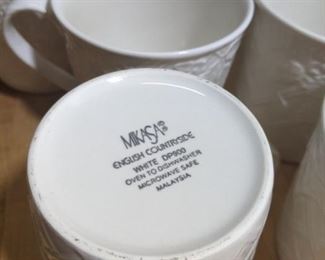 MIKASA®
ENGLISH COUNTRYSIDE
WHITE DP900
OVEN TO DISHWASHER
MICROWAVE SAFE
MALAYSIA